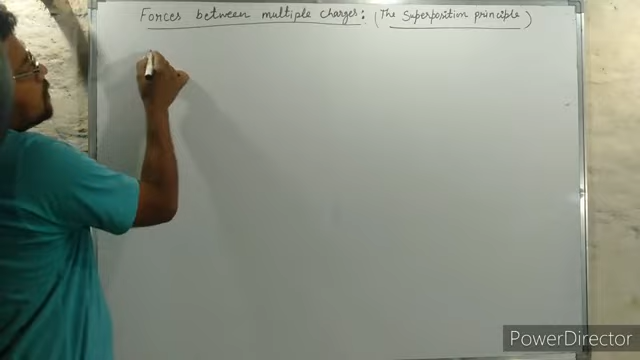 Forces between multiple charges: (The Superposition principle)
PowerDirector